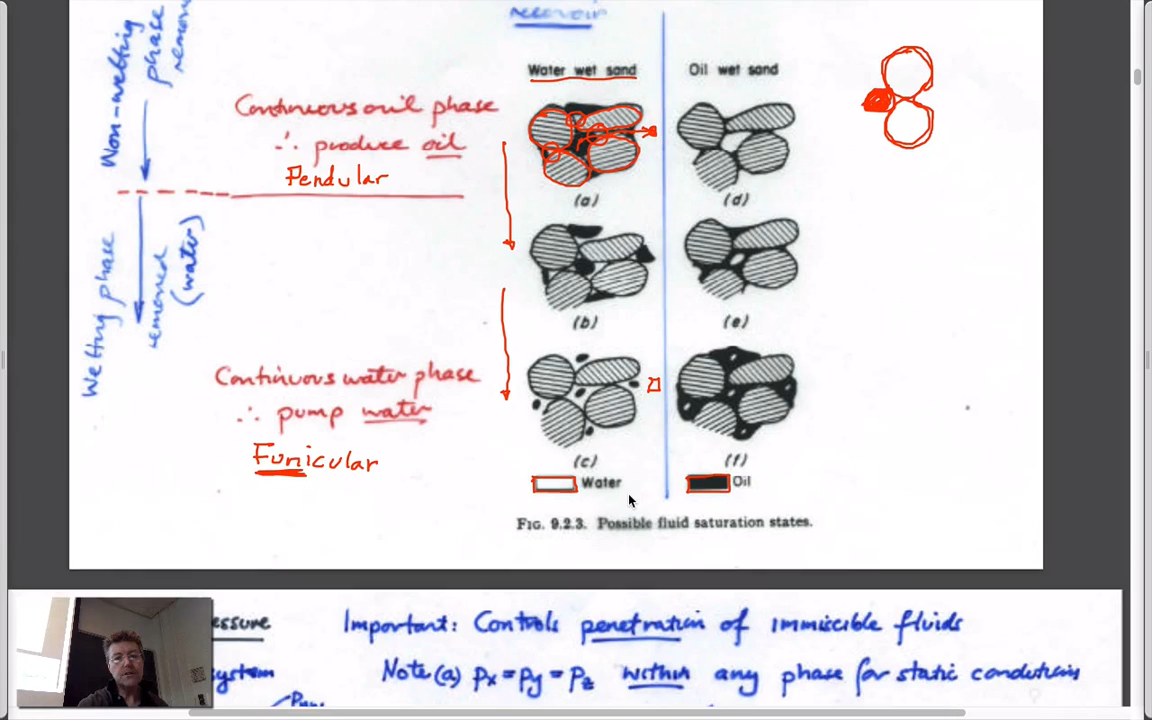 reservoir
Non-wetting
phase
Water wet sand
Oil wet sand
Continuous oil phase
∴ produce oil
Pendular
(a)
(d)
Wetting phase
removed
(water)
(b)
(e)
Continuous water phase
∴ pump water
Funicular
(c)
(f)
Water
Oil
FIG. 9.2.3. Possible fluid saturation states.
essure
Important: Controls penetration of immiscible fluids
ystem
Note (a) px = py = pz within any phase for static conditions